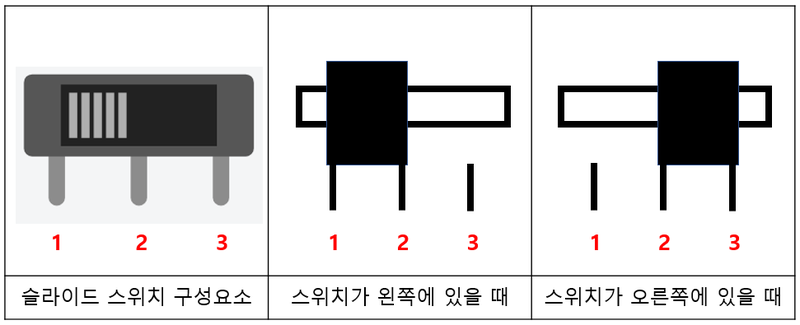 1 2 3
1 2 3
1 2 3
슬라이드 스위치 구성요소
스위치가 왼쪽에 있을 때
스위치가 오른쪽에 있을 때